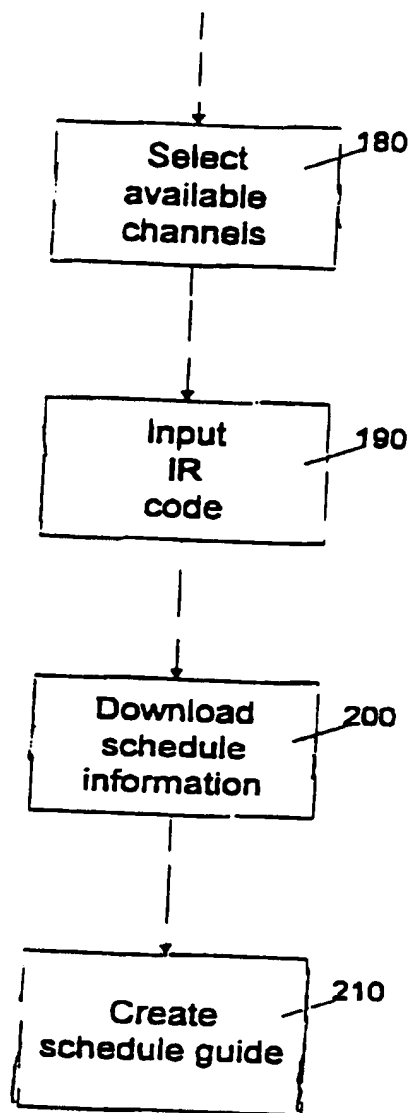 Select
available
channels
180
Input
IR
code
190
Download
schedule
information
200
Create
schedule guide
210